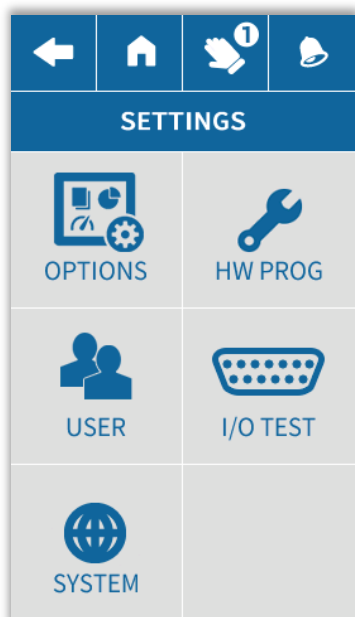 1
SETTINGS
OPTIONS
HW PROG
USER
I/O TEST
SYSTEM